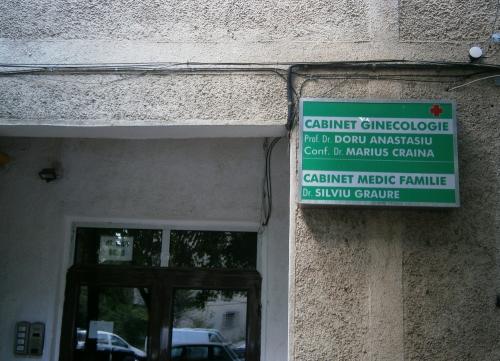 CABINET GINECOLOGIE
Prof. Dr. DORU ANASTASIU
Conf. Dr. MARIUS CRAINA
CABINET MEDIC FAMILIE
Dr. SILVIU GRAURE